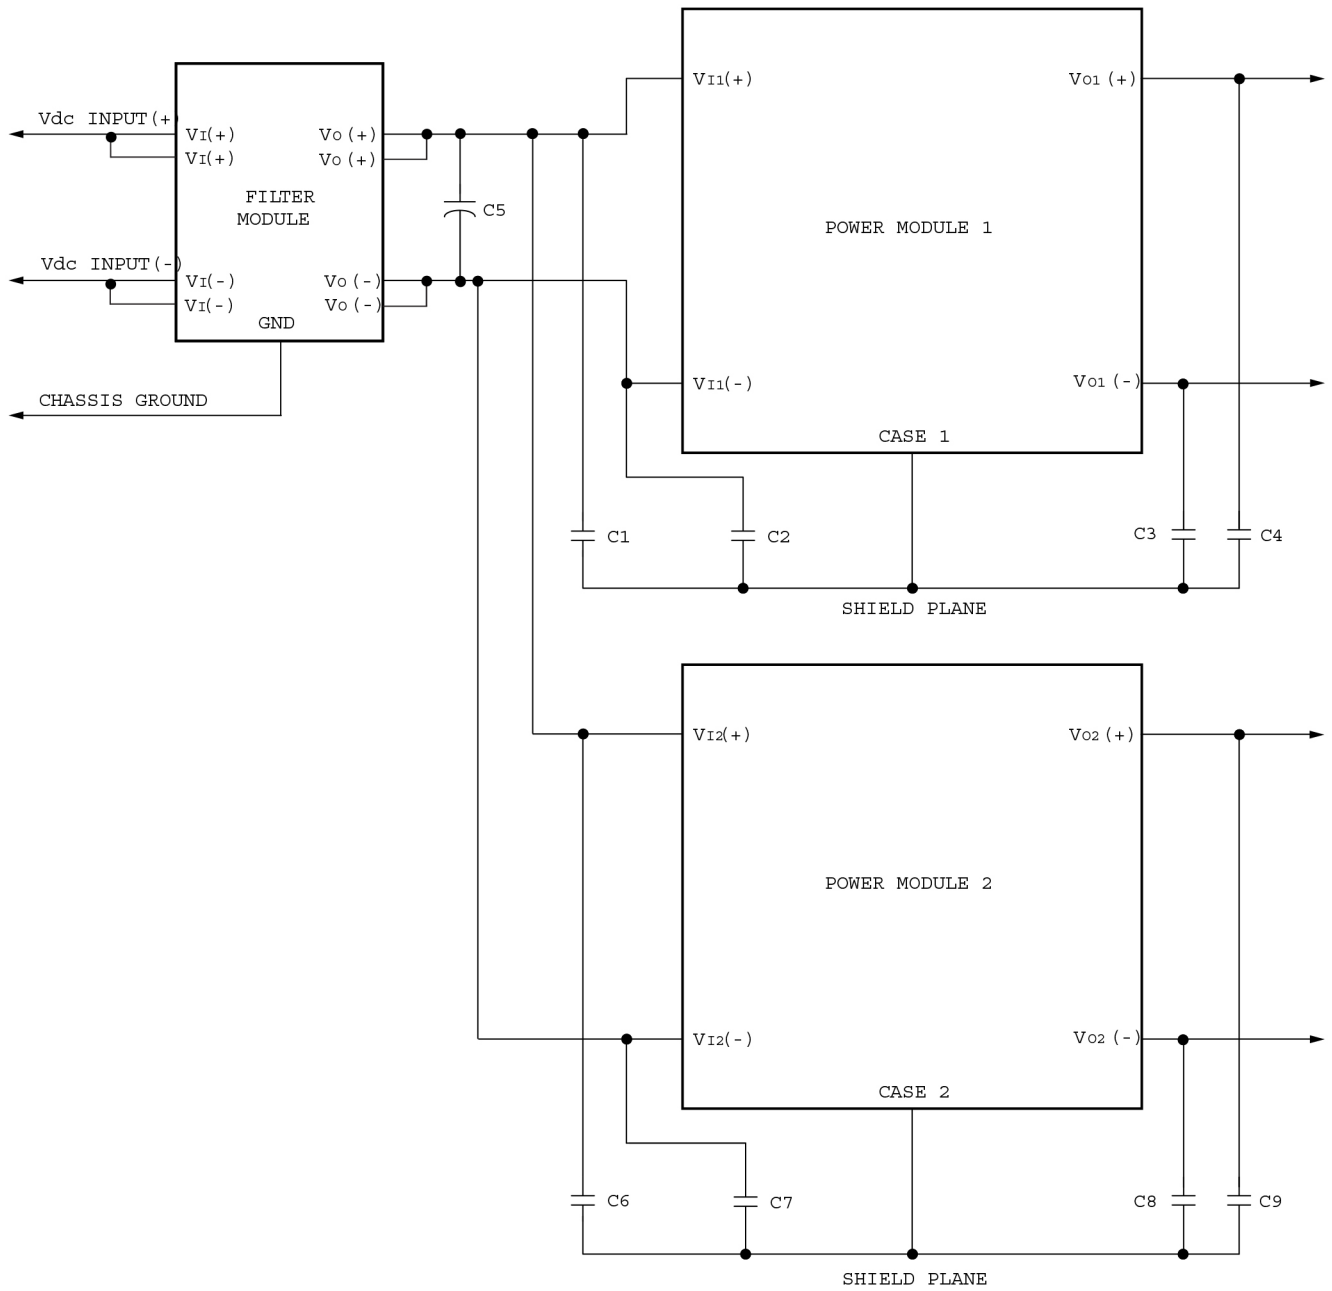 Vdc INPUT(+)
VI(+)
VI(+)
VO (+)
VO (+)
FILTER
MODULE
Vdc INPUT(-)
VI(-)
VI(-)
VO (-)
VO (-)
GND
CHASSIS GROUND
C5
VI1(+)
VO1 (+)
POWER MODULE 1
VI1(-)
VO1 (-)
CASE 1
C1
C2
C3
C4
SHIELD PLANE
VI2(+)
VO2 (+)
POWER MODULE 2
VI2(-)
VO2 (-)
CASE 2
C6
C7
C8
C9
SHIELD PLANE